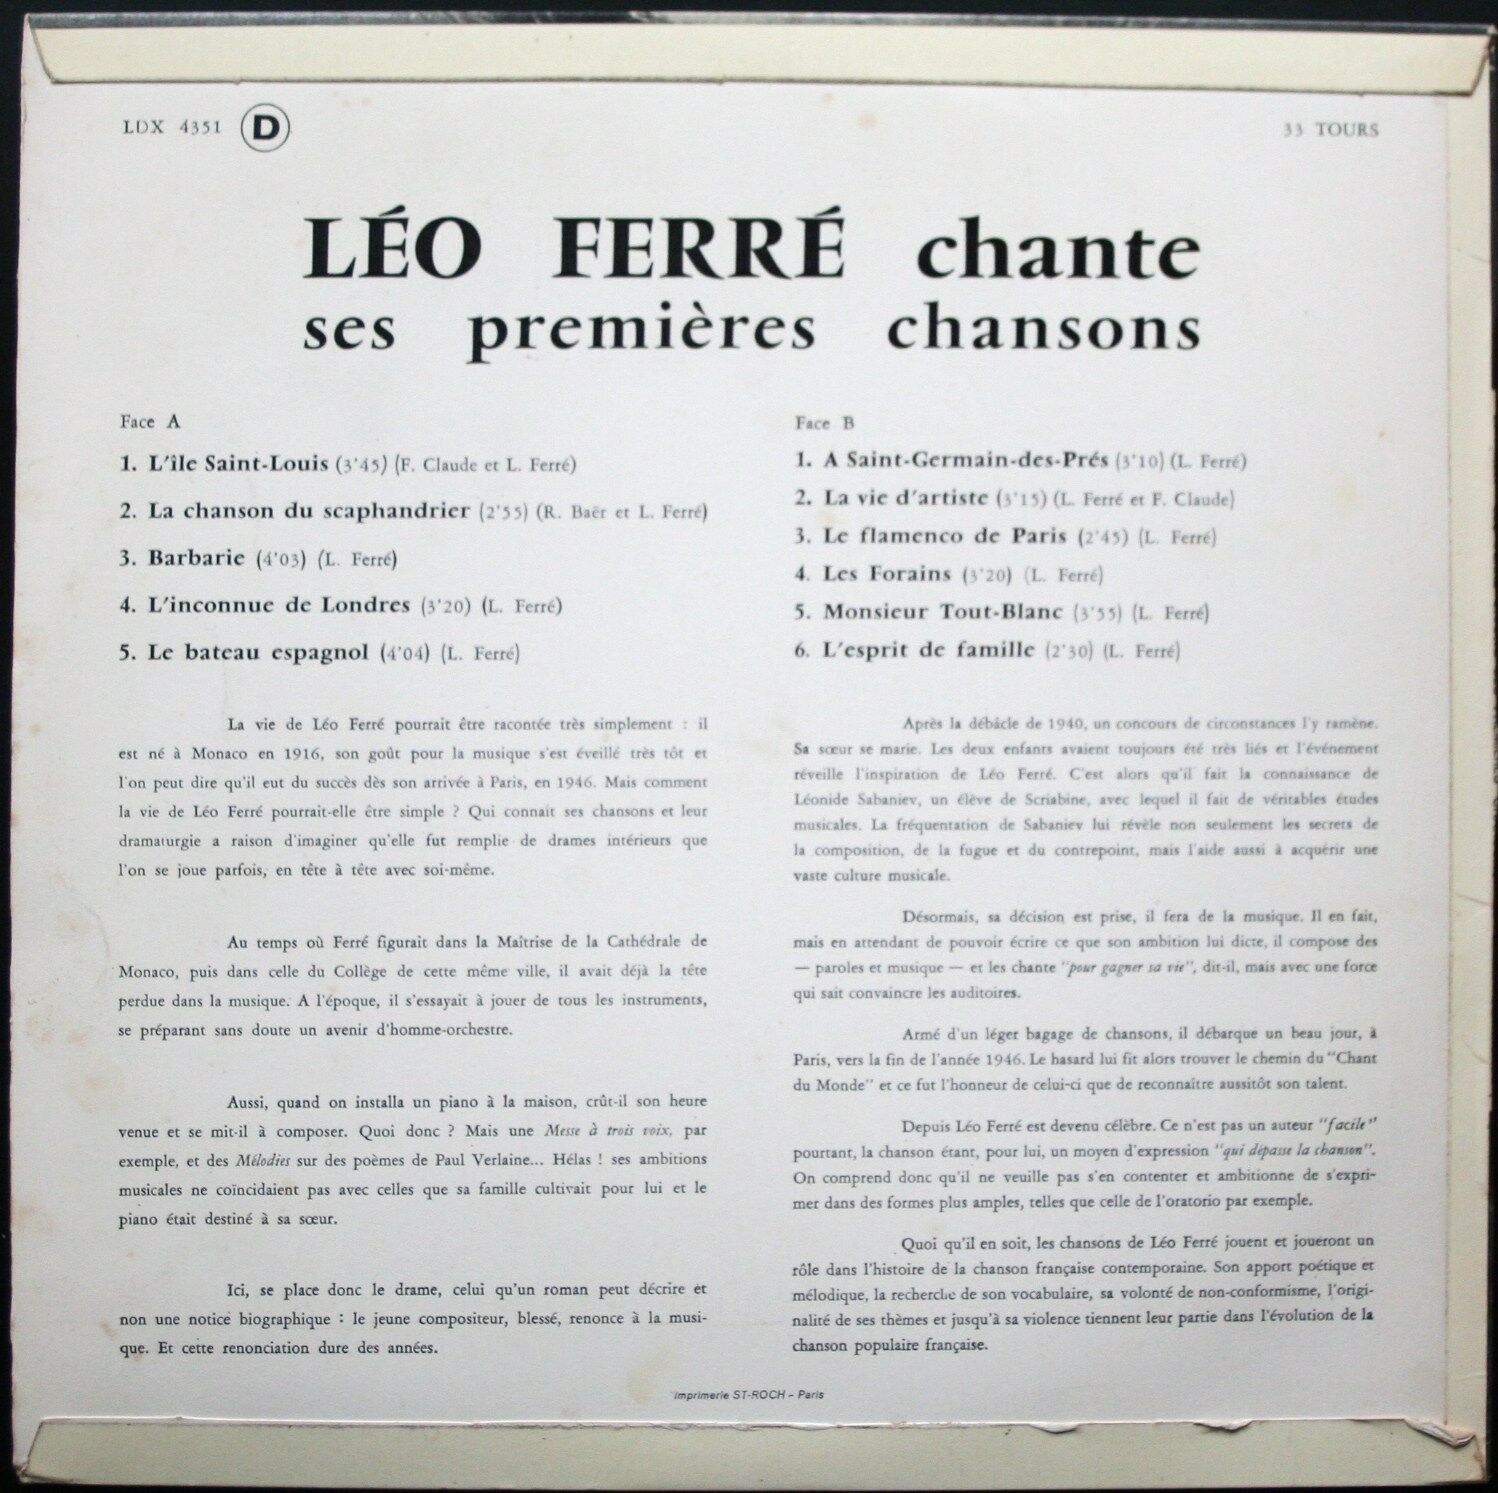 LDX 4351 D
33 TOURS
LÉO FERRÉ chante
ses premières chansons
Face A
1. L'île Saint-Louis (3'45) (F. Claude et L. Ferré)
2. La chanson du scaphandrier (2'55) (R. Baër et L. Ferré)
3. Barbarie (4'03) (L. Ferré)
4. L'inconnue de Londres (3'20) (L. Ferré)
5. Le bateau espagnol (4'04) (L. Ferré)
La vie de Léo Ferré pourrait être racontée très simplement : il
est né à Monaco en 1916, son goût pour la musique s'est éveillé très tôt et
l'on peut dire qu'il eut du succès dès son arrivée à Paris, en 1946. Mais comment
la vie de Léo Ferré pourrait-elle être simple ? Qui connait ses chansons et leur
dramaturgie a raison d'imaginer qu'elle fut remplie de drames intérieurs que
l'on se joue parfois, en tête à tête avec soi-même.
Au temps où Ferré figurait dans la Maîtrise de la Cathédrale de
Monaco, puis dans celle du Collège de cette même ville, il avait déjà la tête
perdue dans la musique. A l'époque, il s'essayait à jouer de tous les instruments,
se préparant sans doute un avenir d'homme-orchestre.
Aussi, quand on installa un piano à la maison, crût-il son heure
venue et se mit-il à composer. Quoi donc ? Mais une Messe à trois voix, par
exemple, et des Mélodies sur des poèmes de Paul Verlaine... Hélas ! ses ambitions
musicales ne coïncidaient pas avec celles que sa famille cultivait pour lui et le
piano était destiné à sa sœur.
Ici, se place donc le drame, celui qu'un roman peut décrire et
non une notice biographique : le jeune compositeur, blessé, renonce à la musi-
que. Et cette renonciation dure des années.
Face B
1. A Saint-Germain-des-Prés (3'10) (L. Ferré)
2. La vie d'artiste (3'15) (L. Ferré et F. Claude)
3. Le flamenco de Paris (2'45) (L. Ferré)
4. Les Forains (3'20) (L. Ferré)
5. Monsieur Tout-Blanc (3'55) (L. Ferré)
6. L'esprit de famille (2'30) (L. Ferré)
Après la débâcle de 1940, un concours de circonstances l'y ramène.
Sa sœur se marie. Les deux enfants avaient toujours été très liés et l'événement
réveille l'inspiration de Léo Ferré. C'est alors qu'il fait la connaissance de
Léonide Sabaniev, un élève de Scriabine, avec lequel il fait de véritables études
musicales. La fréquentation de Sabaniev lui révèle non seulement les secrets de
la composition, de la fugue et du contrepoint, mais l'aide aussi à acquérir une
vaste culture musicale.
Désormais, sa décision est prise, il fera de la musique. Il en fait,
mais en attendant de pouvoir écrire ce que son ambition lui dicte, il compose des
— paroles et musique — et les chante "pour gagner sa vie", dit-il, mais avec une force
qui sait convaincre les auditoires.
Armé d'un léger bagage de chansons, il débarque un beau jour, à
Paris, vers la fin de l'année 1946. Le hasard lui fit alors trouver le chemin du "Chant
du Monde" et ce fut l'honneur de celui-ci que de reconnaître aussitôt son talent.
Depuis Léo Ferré est devenu célèbre. Ce n'est pas un auteur "facile"
pourtant, la chanson étant, pour lui, un moyen d'expression "qui dépasse la chanson".
On comprend donc qu'il ne veuille pas s'en contenter et ambitionne de s'expri-
mer dans des formes plus amples, telles que celle de l'oratorio par exemple.
Quoi qu'il en soit, les chansons de Léo Ferré jouent et joueront un
rôle dans l'histoire de la chanson française contemporaine. Son apport poétique et
mélodique, la recherche de son vocabulaire, sa volonté de non-conformisme, l'origi-
nalité de ses thèmes et jusqu'à sa violence tiennent leur partie dans l'évolution de la
chanson populaire française.
Imprimerie ST-ROCH - Paris